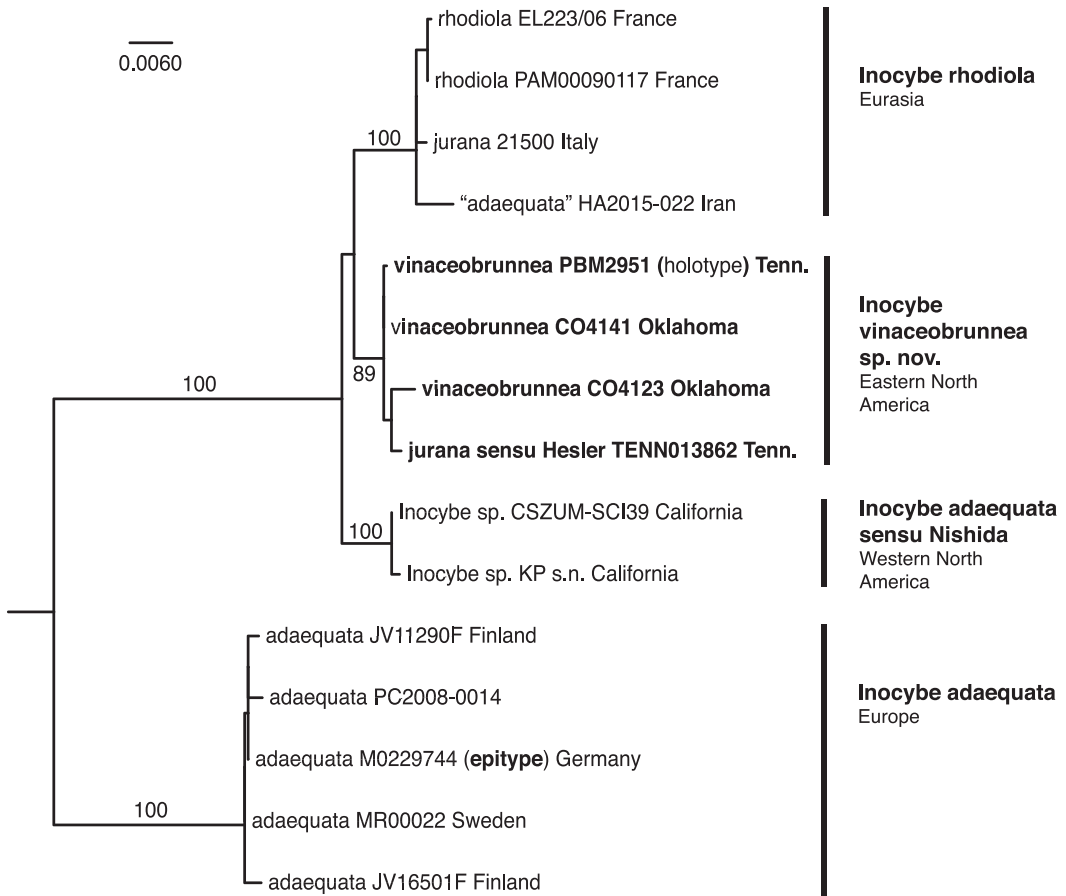 0.0060
rhodiola EL223/06 France
rhodiola PAM00090117 France
jurana 21500 Italy
“adaequata” HA2015-022 Iran
100
Inocybe rhodiola
Eurasia
vinaceobrunnea PBM2951 (holotype) Tenn.
vinaceobrunnea CO4141 Oklahoma
vinaceobrunnea CO4123 Oklahoma
jurana sensu Hesler TENN013862 Tenn.
89
Inocybe
vinaceobrunnea
sp. nov.
Eastern North
America
100
Inocybe sp. CSZUM-SCI39 California
Inocybe sp. KP s.n. California
100
Inocybe adaequata
sensu Nishida
Western North
America
adaequata JV11290F Finland
adaequata PC2008-0014
adaequata M0229744 (epitype) Germany
adaequata MR00022 Sweden
adaequata JV16501F Finland
100
Inocybe adaequata
Europe